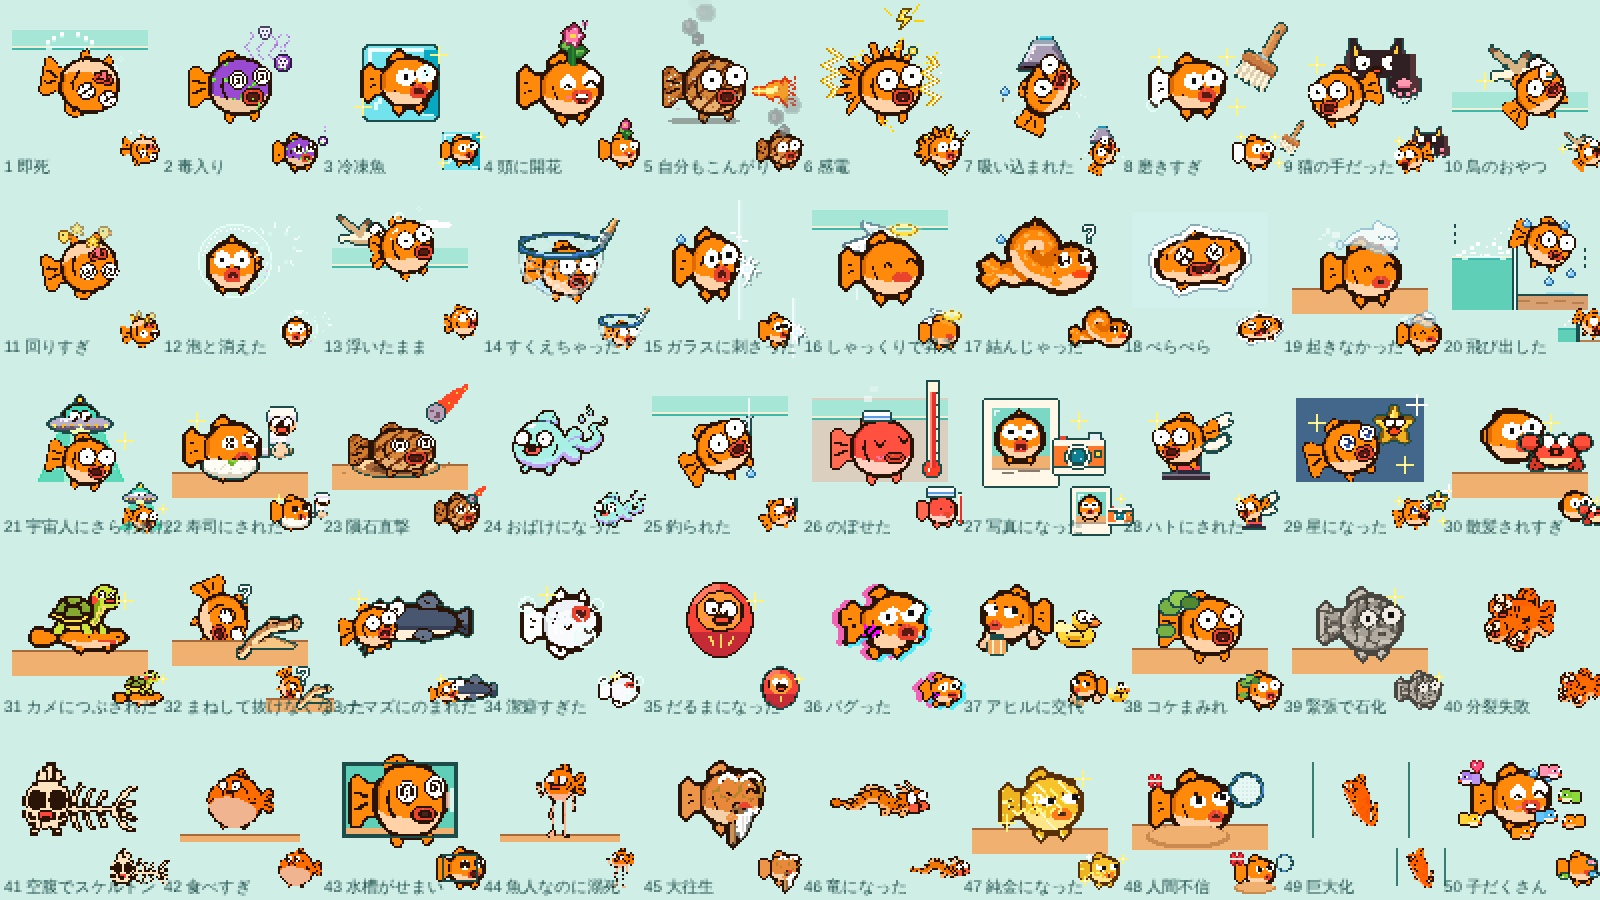 1 即死
2 毒入り
3 冷凍魚
4 頭に開花
5 自分もこんがり
6 感電
7 吸い込まれた
8 磨きすぎ
9 猫の手だった
10 鳥のおやつ
11 回りすぎ
12 泡と消えた
13 浮いたまま
14 すくえちゃった
15 ガラスに刺さった
16 しゃっくりで
17 結んじゃった
18 ぺらぺら
19 起きなかった
20 飛び出した
21 宇宙人にさら
22 寿司にされた
23 隕石直撃
24 おばけになった
25 釣られた
26 のぼせた
27 写真になっ
28 ハトにされた
29 星になった
30 散髪されすぎ
31 カメにつぶされた
32 まねして抜けなくなった
33 ナマズにのまれた
34 潔癖すぎた
35 だるまになった
36 バグった
37 アヒルに交代
38 コケまみれ
39 緊張で石化
40 分裂失敗
41 空腹でスケルトン
42 食べすぎ
43 水槽がせまい
44 魚人なのに溺死
45 大往生
46 竜になった
47 純金になった
48 人間不信
49 巨大化
50 子だくさん